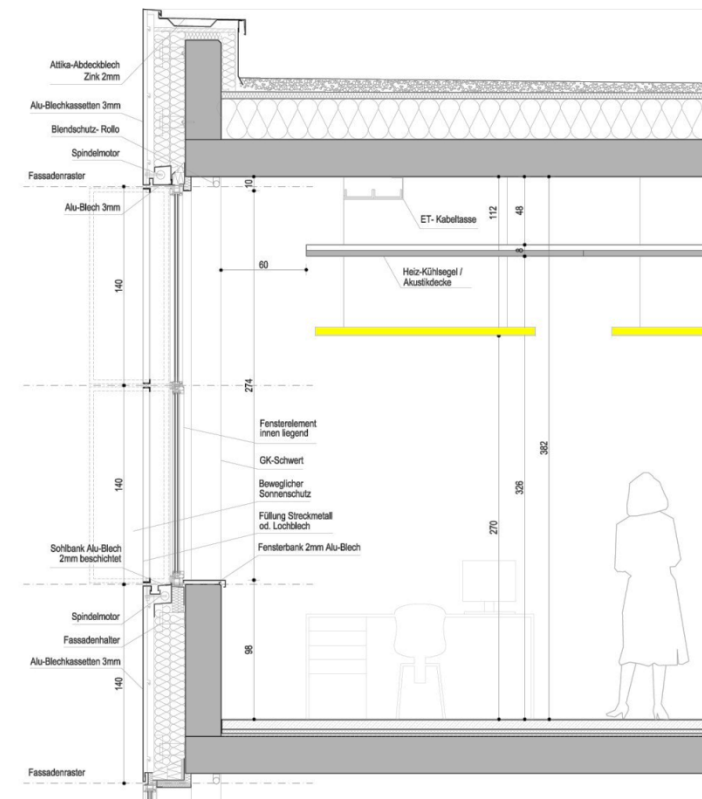 Attika-Abdeckblech
Zink 2mm
Alu-Blechkassetten 3mm
Blendschutz- Rollo
Spindelmotor
Fassadenraster
Alu-Blech 3mm
10
112
48
ET- Kabeltasse
8
60
Heiz-Kühlsegel /
Akustikdecke
140
274
382
Fensterelement
innen liegend
GK-Schwert
326
140
Beweglicher
Sonnenschutz
270
Füllung Streckmetall
od. Lochblech
Sohlbank Alu-Blech
2mm beschichtet
Fensterbank 2mm Alu-Blech
Spindelmotor
Fassadenhalter
98
Alu-Blechkassetten 3mm
140
Fassadenraster